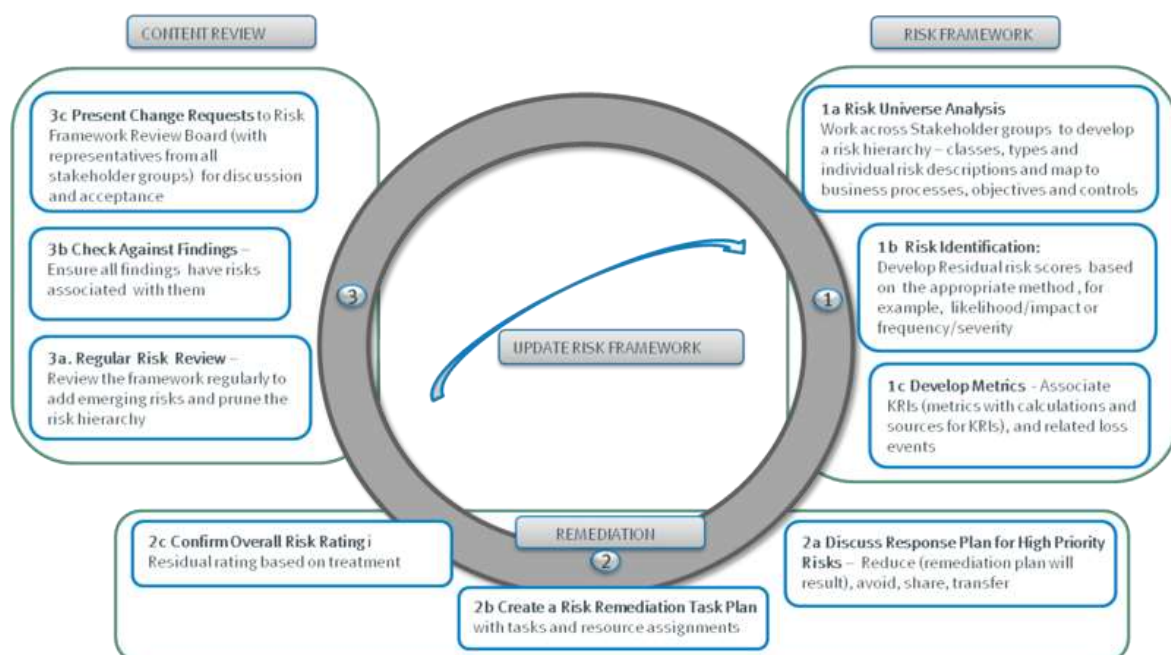 CONTENT REVIEW
3c Present Change Requests to Risk
Framework Review Board (with
representatives from all
stakeholder groups) for discussion
and acceptance
3b Check Against Findings –
Ensure all findings have risks
associated with them
3a. Regular Risk Review –
Review the framework regularly to
add emerging risks and prune the
risk hierarchy
3
UPDATE RISK FRAMEWORK
1
RISK FRAMEWORK
1a Risk Universe Analysis
Work across Stakeholder groups to develop
a risk hierarchy – classes, types and
individual risk descriptions and map to
business processes, objectives and controls
1b Risk Identification:
Develop Residual risk scores based
on the appropriate method , for
example, likelihood/impact or
frequency/severity
1c Develop Metrics - Associate
KRIs (metrics with calculations and
sources for KRIs), and related loss
events
REMEDIATION
2
2a Discuss Response Plan for High Priority
Risks – Reduce (remediation plan will
result), avoid, share, transfer
2b Create a Risk Remediation Task Plan
with tasks and resource assignments
2c Confirm Overall Risk Rating i
Residual rating based on treatment